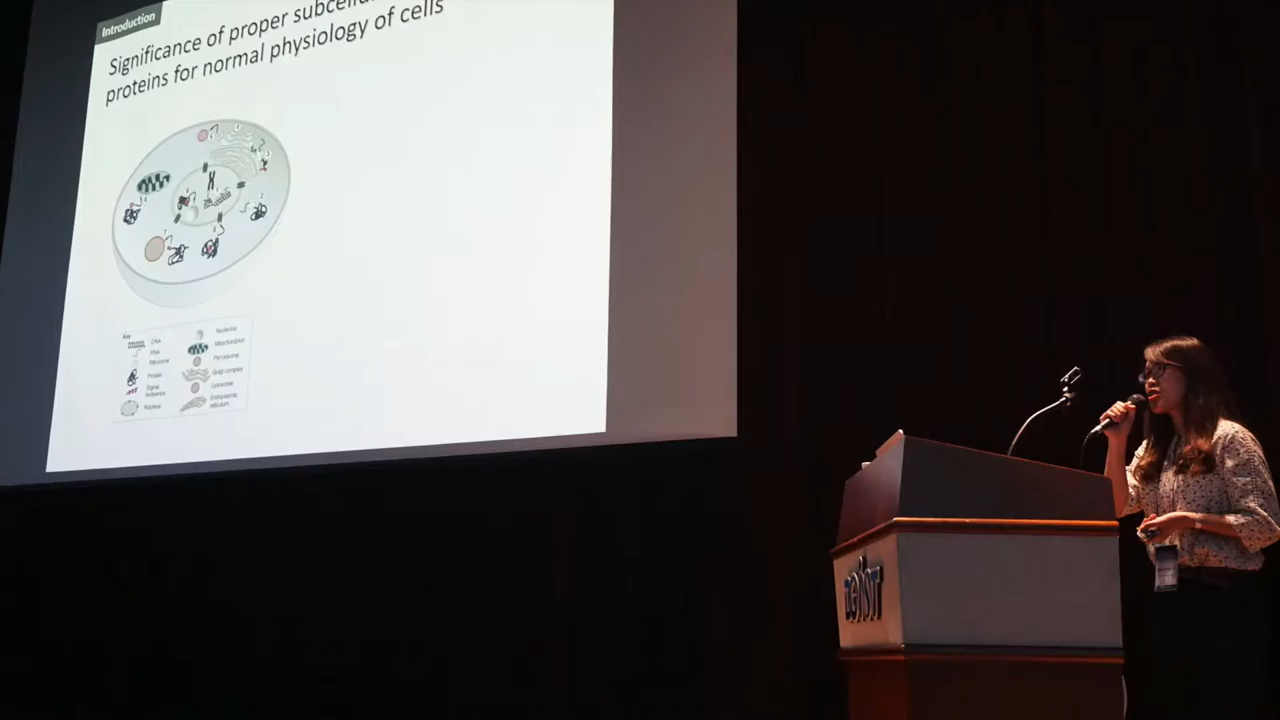 Introduction
Significance of proper subcellu
proteins for normal physiology of cells
Key
DNA
RNA
Ribosome
Protein
Signal
sequence
Nucleus
Nucleolus
Mitochondrion
Peroxisome
Golgi complex
Lysosome
Endoplasmic
reticulum
DGIST